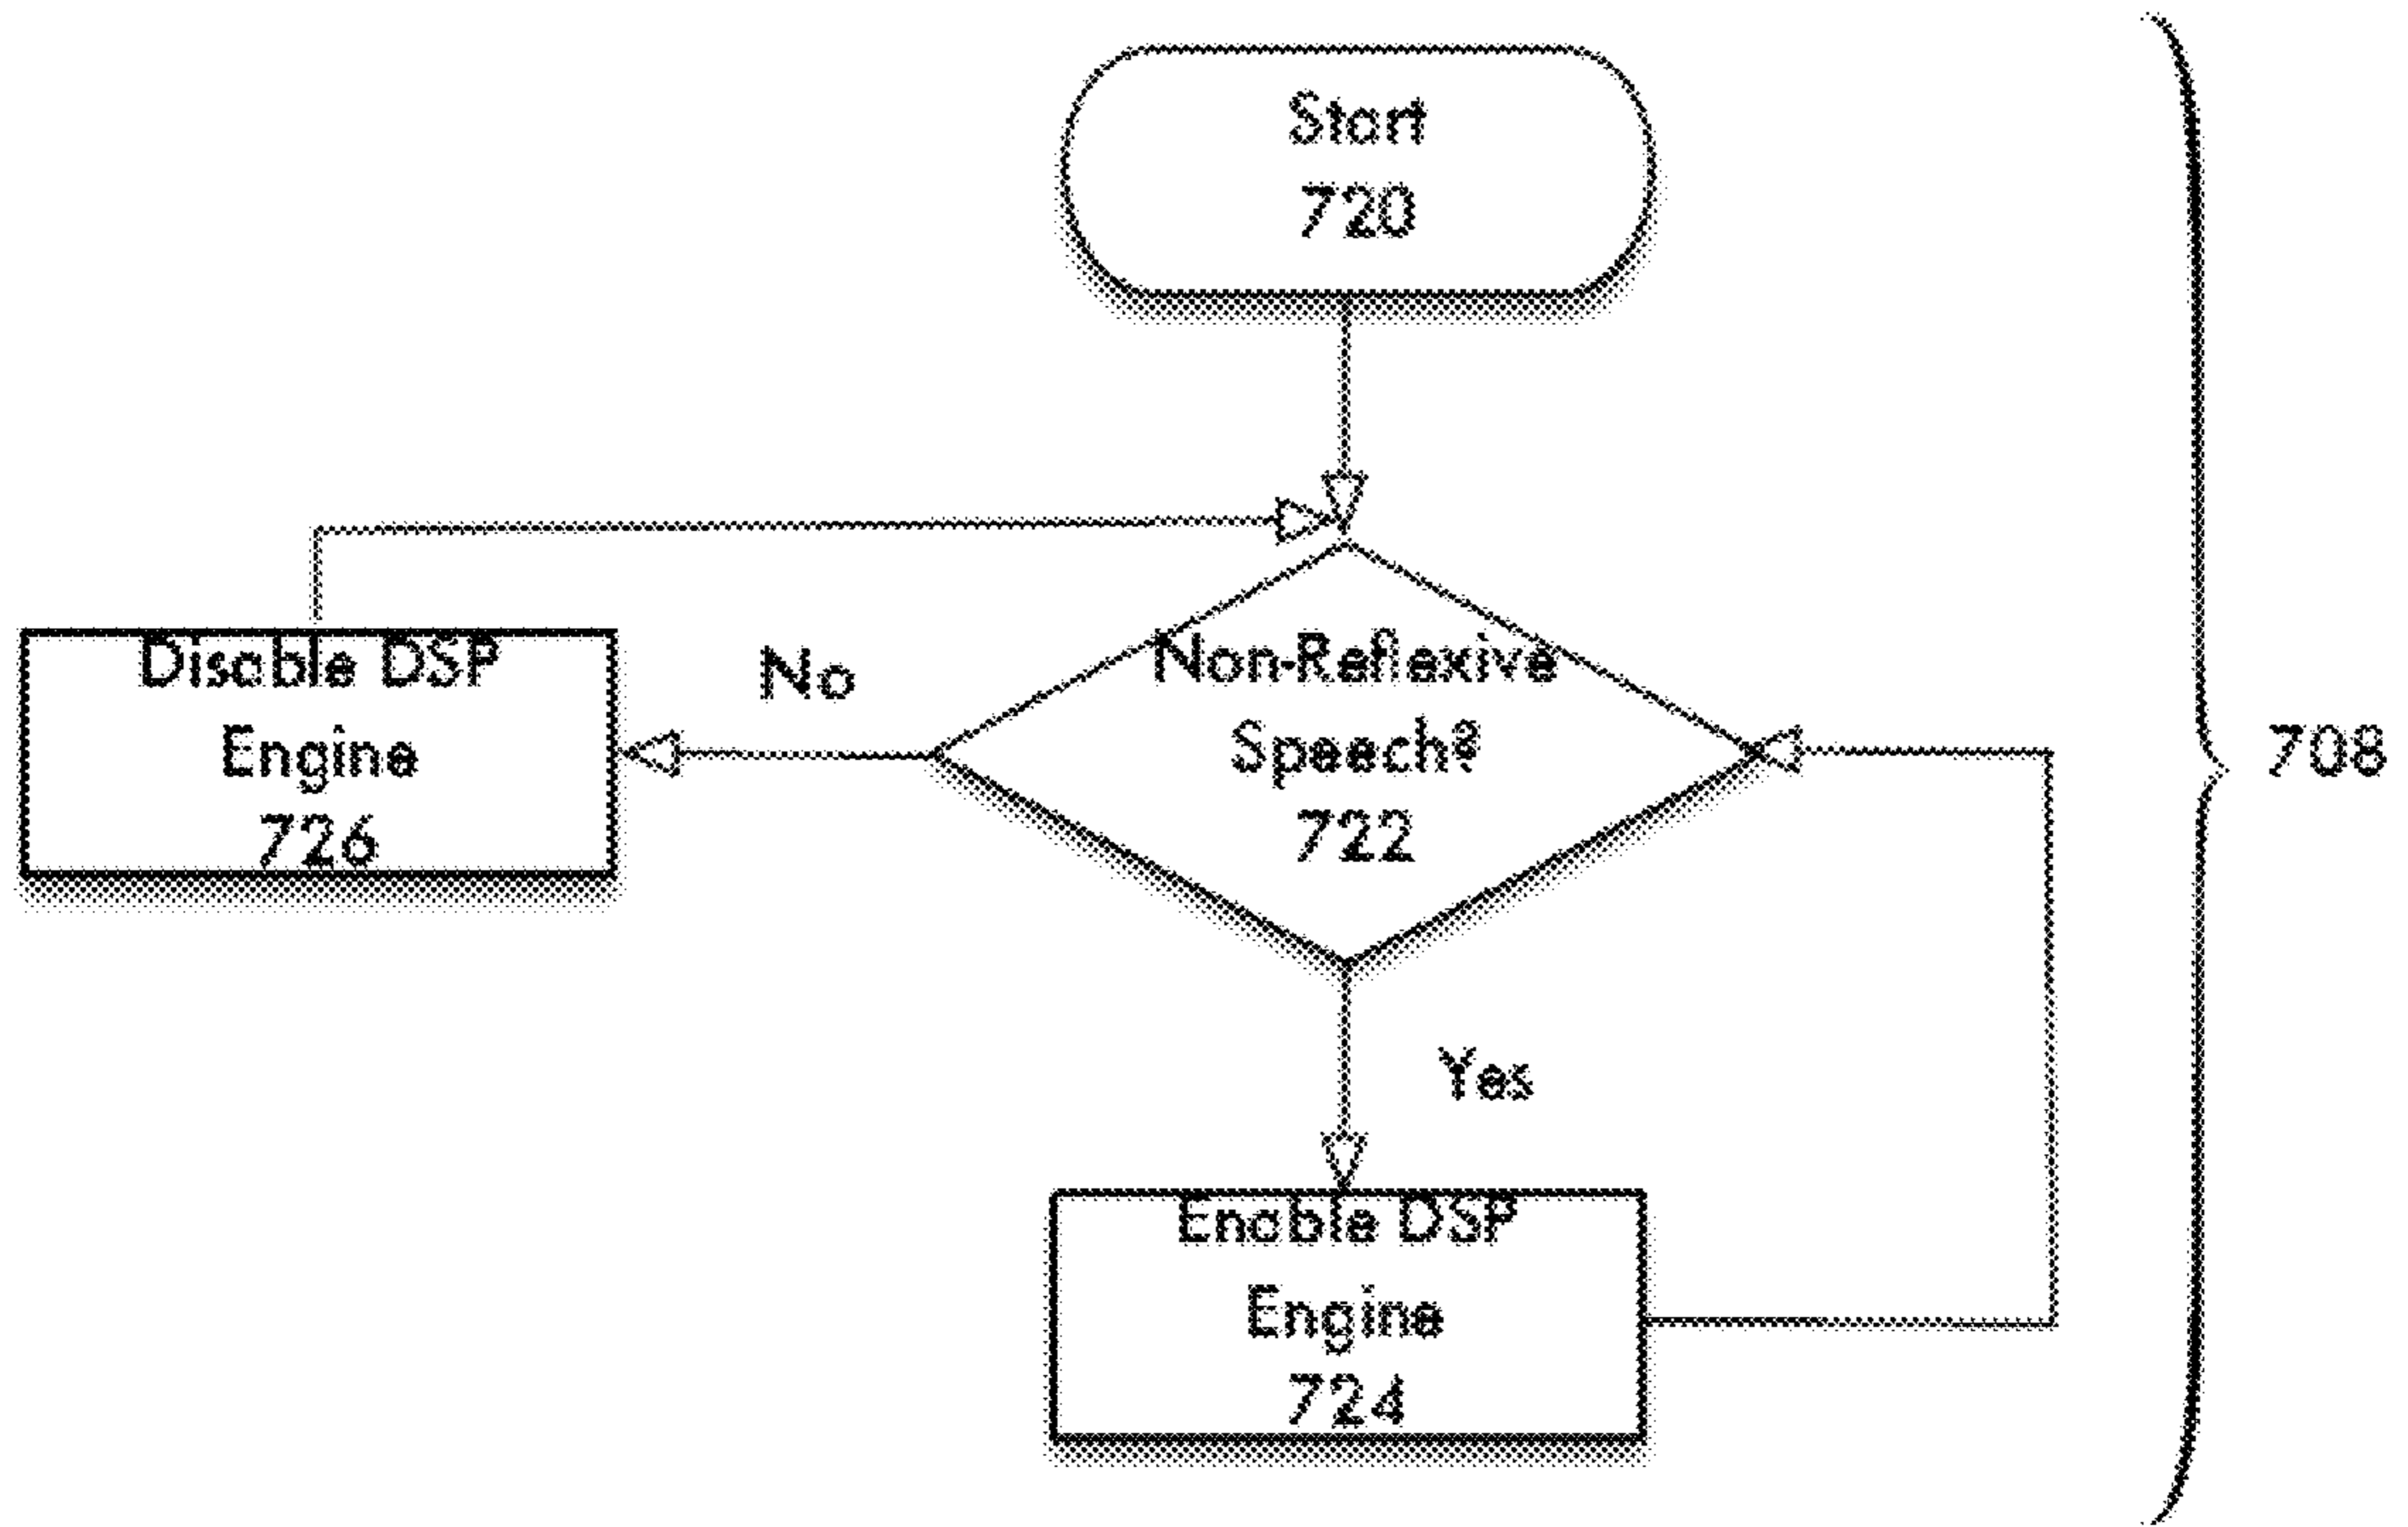 Start
720
Disable DSP
Engine
726
No
Non-Reflexive
Speech?
722
708
Yes
Enable DSP
Engine
724